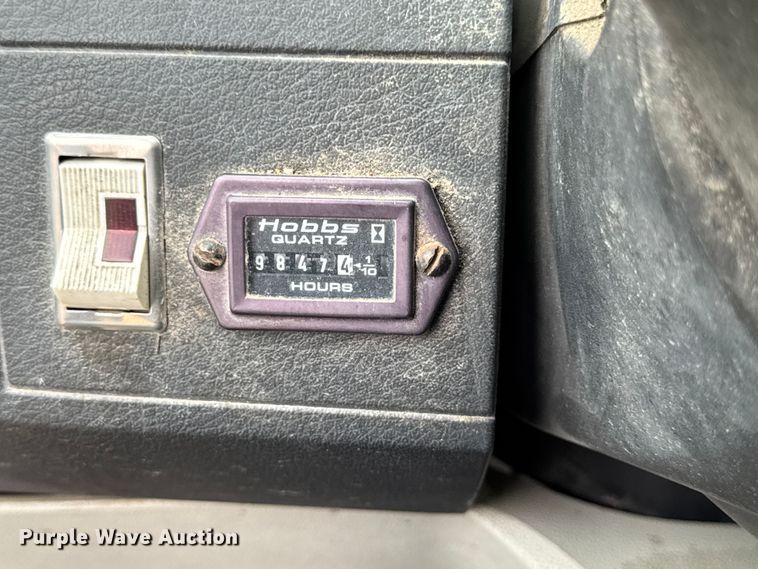 Hobbs
QUARTZ
9 8 4 7 4 1/10
HOURS
Purple Wave Auction